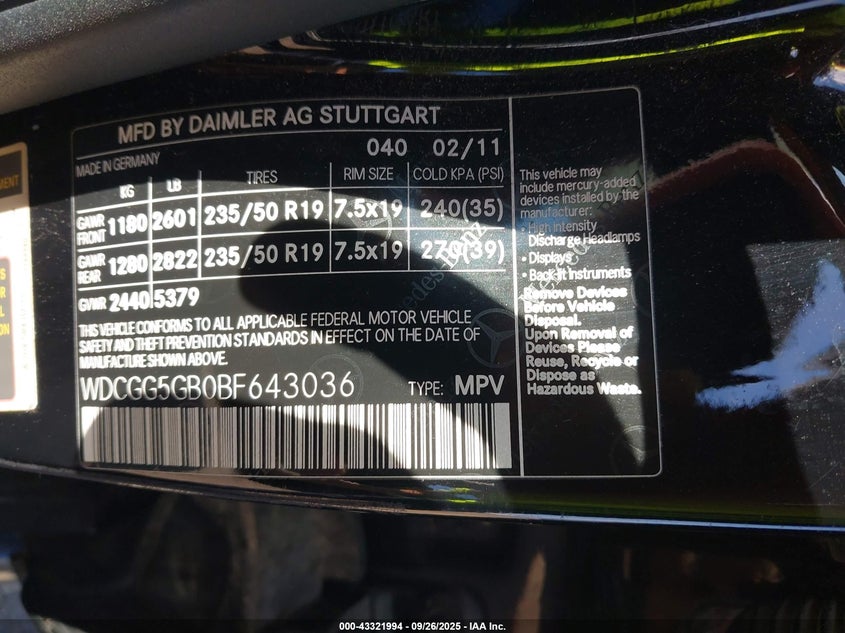 MFD BY DAIMLER AG STUTTGART
MADE IN GERMANY
040 02/11
KG LB TIRES RIM SIZE COLD KPA (PSI)
GAWR FRONT 1180 2601 235/50 R19 7.5x19 240(35)
GAWR REAR 1280 2822 235/50 R19 7.5x19 270(39)
GVWR 2440 5379
THIS VEHICLE CONFORMS TO ALL APPLICABLE FEDERAL MOTOR VEHICLE
SAFETY AND THEFT PREVENTION STANDARDS IN EFFECT ON THE DATE OF
MANUFACTURE SHOWN ABOVE.
WDCGG5GB0BF643036 TYPE: MPV
This vehicle may
include mercury-added
devices installed by the
manufacturer:
• High Intensity
Discharge Headlamps
• Displays
• Back-lit Instruments
Remove Devices
Before Vehicle
Disposal.
Upon Removal of
Devices Please
Reuse, Recycle or
Dispose as
Hazardous Waste.
000-43321994 - 09/26/2025 - IAA Inc.